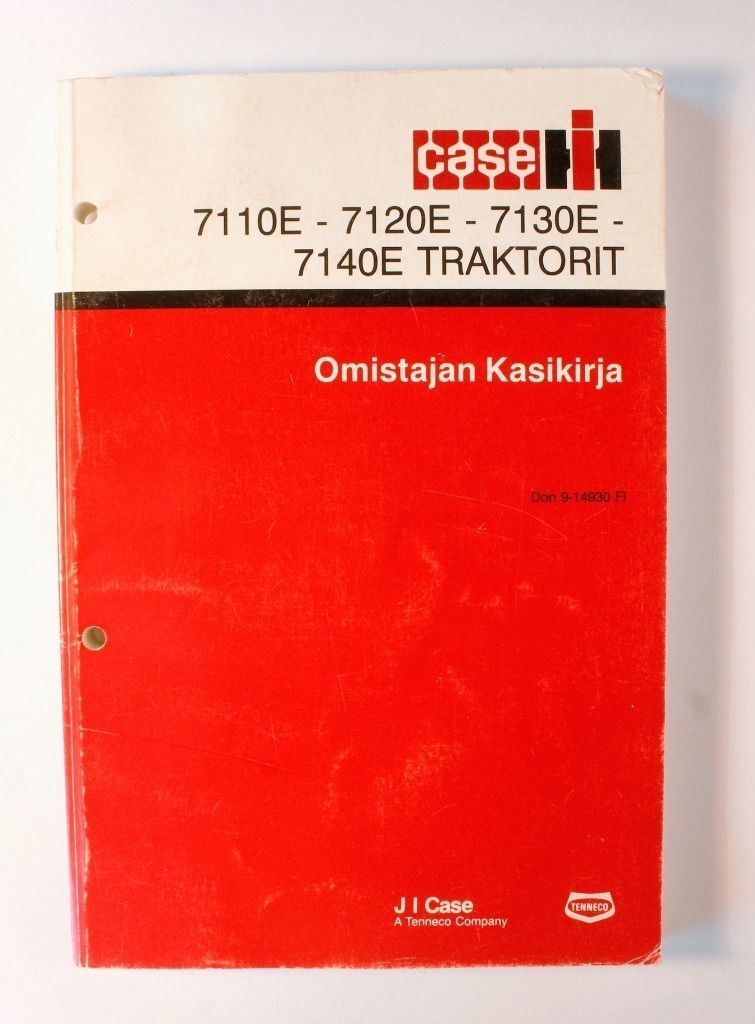 case IH
7110E - 7120E - 7130E -
7140E TRAKTORIT
Omistajan Kasikirja
Don 9-14930 FI
J I Case
A Tenneco Company
TENNECO